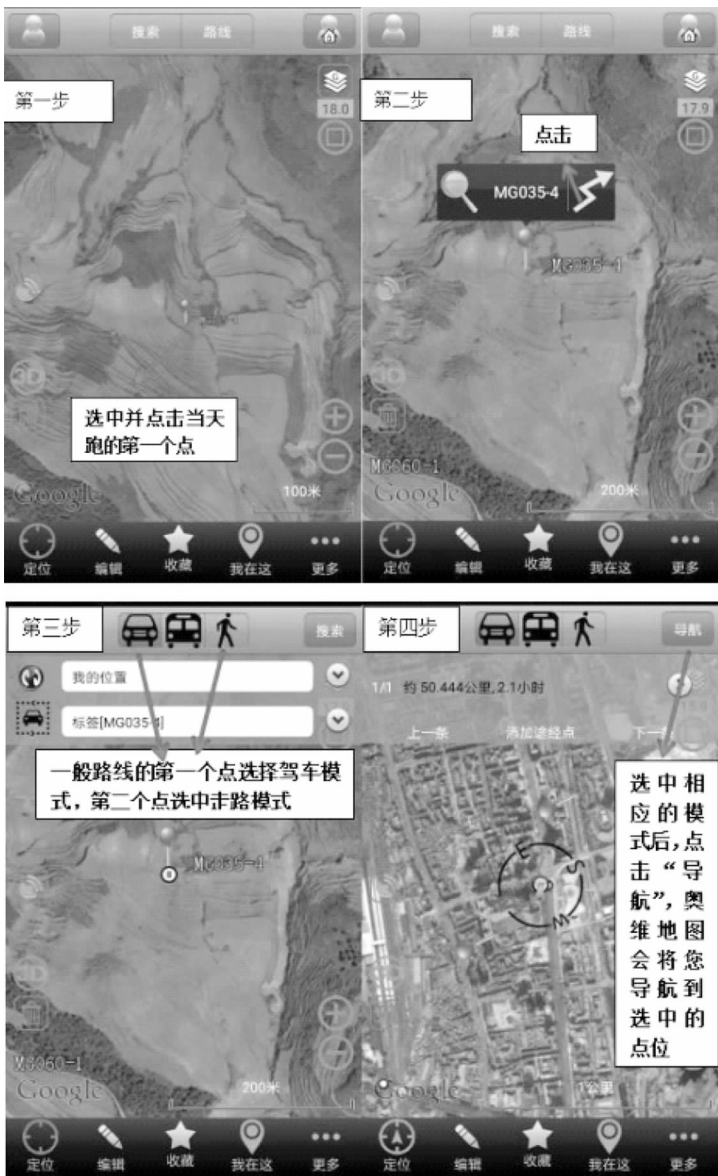 搜索 路线
第一步
18.0
选中并点击当天
跑的第一个点
Google
100米
定位 编辑 收藏 我在这 更多
搜索 路线
第二步
17.9
点击
MG035-4
MG035-4
MG060-1
Google
200米
定位 编辑 收藏 我在这 更多
第三步
搜索
我的位置
标签[MG035-4]
一般路线的第一个点选择驾车模
式，第二个点选中走路模式
MG035-4
3D
MG060-1
Google
200米
定位 编辑 收藏 我在这 更多
第四步
导航
1/1 约 50.444公里,2.1小时
上一条 添加途经点 下一条
S
W
选中相
应的模
式后,点
击“导
航”，奥
维地图
会将您
导航到
选中的
点位
Google
1公里
定位 编辑 收藏 我在这 更多